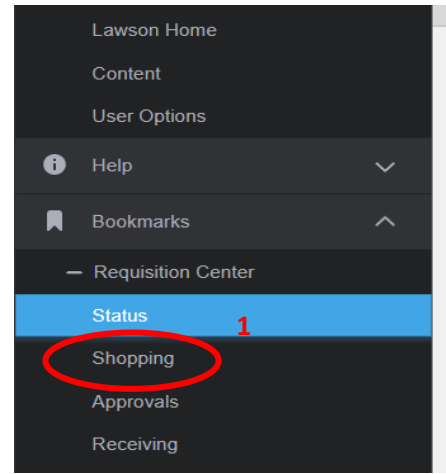 Lawson Home
Content
User Options
Help
Bookmarks
Requisition Center
Status
1
Shopping
Approvals
Receiving